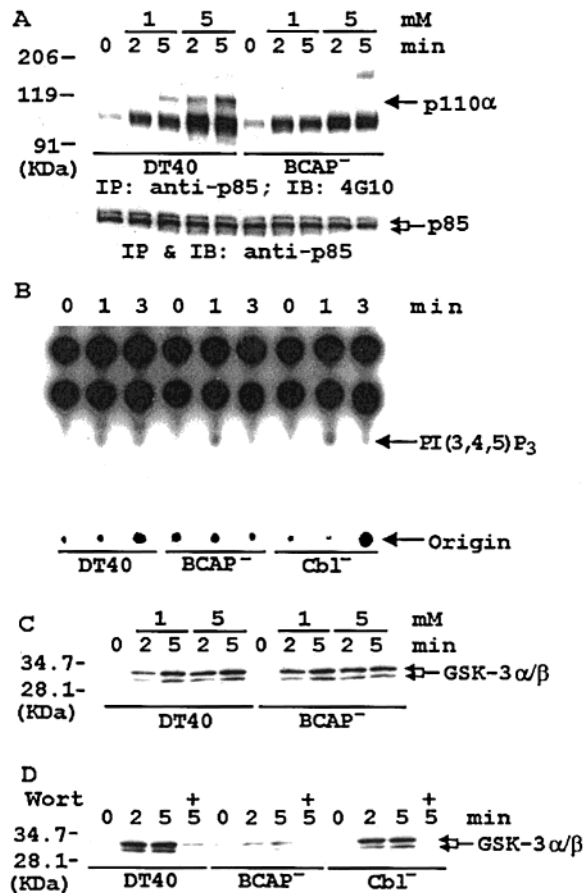 A
1 5 1 5 mM
0 2 5 2 5 0 2 5 2 5 min
206-
119-
p110α
91-
(KDa)
DT40 BCAP-
IP: anti-p85; IB: 4G10
p85
IP & IB: anti-p85
B
0 1 3 0 1 3 0 1 3 min
PI(3,4,5)P3
Origin
DT40 BCAP- Cbl-
C
1 5 1 5 mM
0 2 5 2 5 0 2 5 2 5 min
34.7-
GSK-3α/β
28.1-
(KDa)
DT40 BCAP-
D
Wort + + +
0 2 5 5 0 2 5 5 0 2 5 5 min
34.7-
GSK-3α/β
28.1-
(KDa)
DT40 BCAP- Cbl-